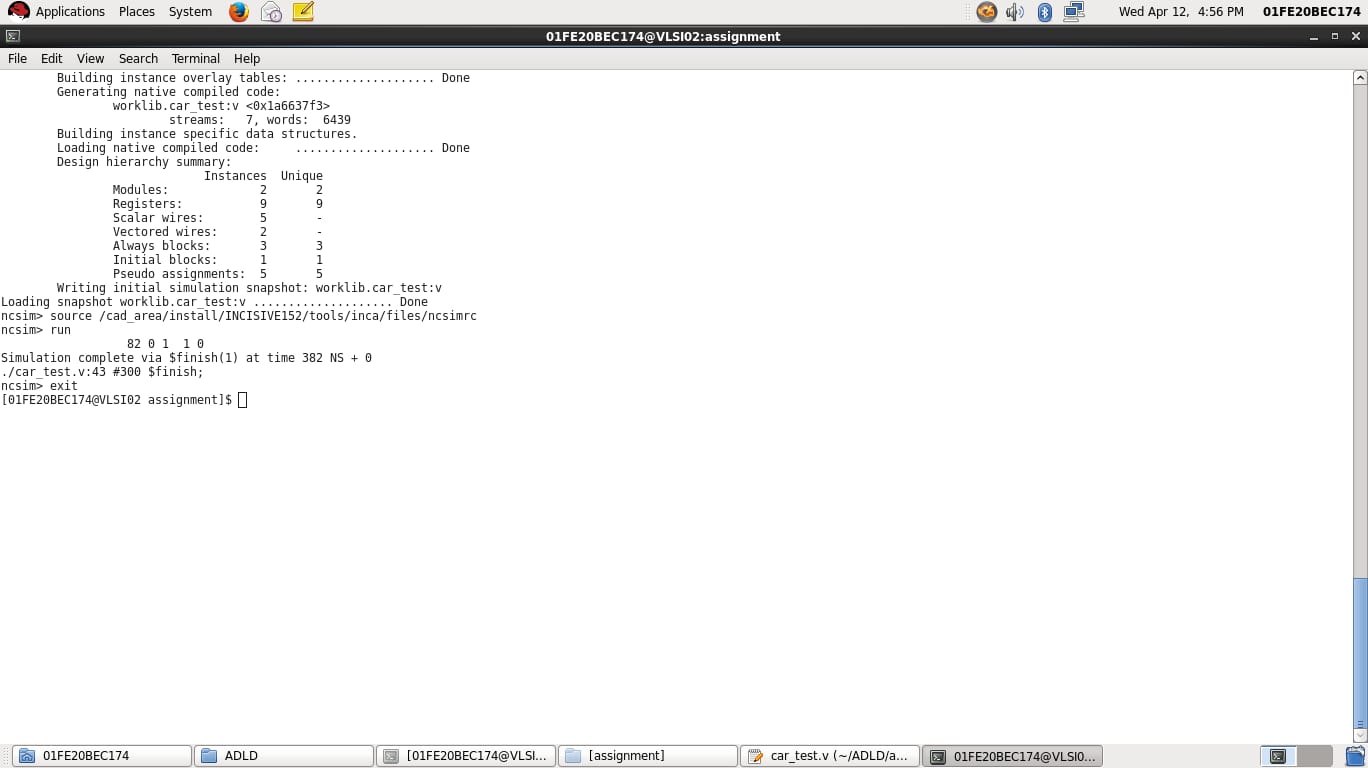 Applications Places System Wed Apr 12, 4:56 PM 01FE20BEC174
01FE20BEC174@VLSI02:assignment
File Edit View Search Terminal Help
Building instance overlay tables: .................... Done
Generating native compiled code:
worklib.car_test:v <0x1a6637f3>
streams:   7, words:  6439
Building instance specific data structures.
Loading native compiled code:     .................... Done
Design hierarchy summary:
Instances  Unique
Modules:             2       2
Registers:           9       9
Scalar wires:        5       -
Vectored wires:      2       -
Always blocks:       3       3
Initial blocks:      1       1
Pseudo assignments:  5       5
Writing initial simulation snapshot: worklib.car_test:v
Loading snapshot worklib.car_test:v .................... Done
ncsim> source /cad_area/install/INCISIVE152/tools/inca/files/ncsimrc
ncsim> run
82 0 1  1 0
Simulation complete via $finish(1) at time 382 NS + 0
./car_test.v:43 #300 $finish;
ncsim> exit
[01FE20BEC174@VLSI02 assignment]$
01FE20BEC174 ADLD [01FE20BEC174@VLSI... [assignment] car_test.v (~/ADLD/a... 01FE20BEC174@VLSI0...